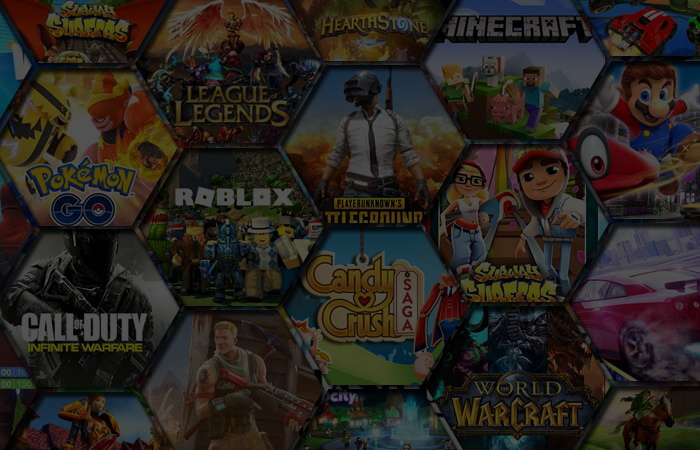 SUBWAY
SURFERS
HEARTHSTONE
MINECRAFT
LEAGUE
OF
LEGENDS
POKÉMON
GO
ROBLOX
PLAYERUNKNOWN'S
SUBWAY
SURFERS
Candy
Crush
SAGA
CALL OF DUTY
INFINITE WARFARE
WORLD
OF
WARCRAFT
City